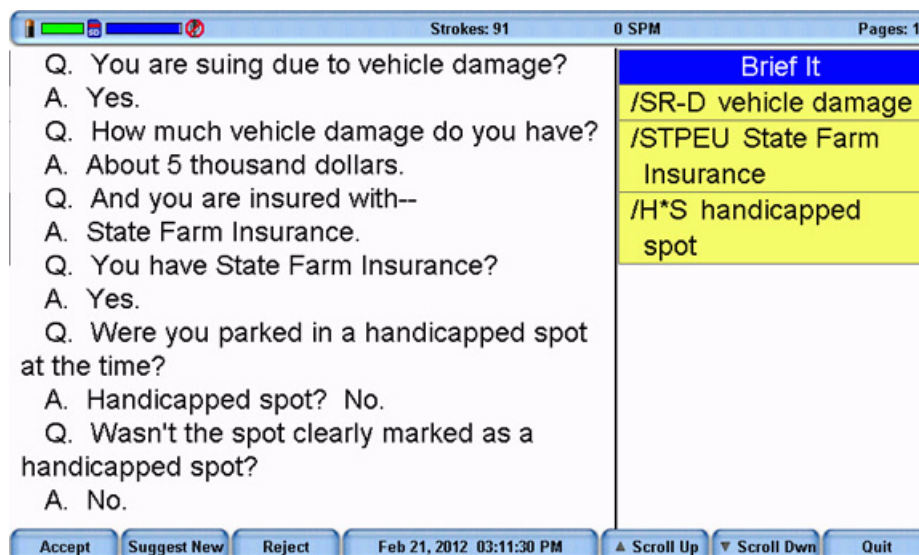 SD Strokes: 91 0 SPM Pages: 1
Q. You are suing due to vehicle damage?
A. Yes.
Q. How much vehicle damage do you have?
A. About 5 thousand dollars.
Q. And you are insured with--
A. State Farm Insurance.
Q. You have State Farm Insurance?
A. Yes.
Q. Were you parked in a handicapped spot
at the time?
A. Handicapped spot? No.
Q. Wasn't the spot clearly marked as a
handicapped spot?
A. No.
Brief It
/SR-D vehicle damage
/STPEU State Farm
Insurance
/H*S handicapped
spot
Accept Suggest New Reject Feb 21, 2012 03:11:30 PM ▲ Scroll Up ▼ Scroll Dwn Quit